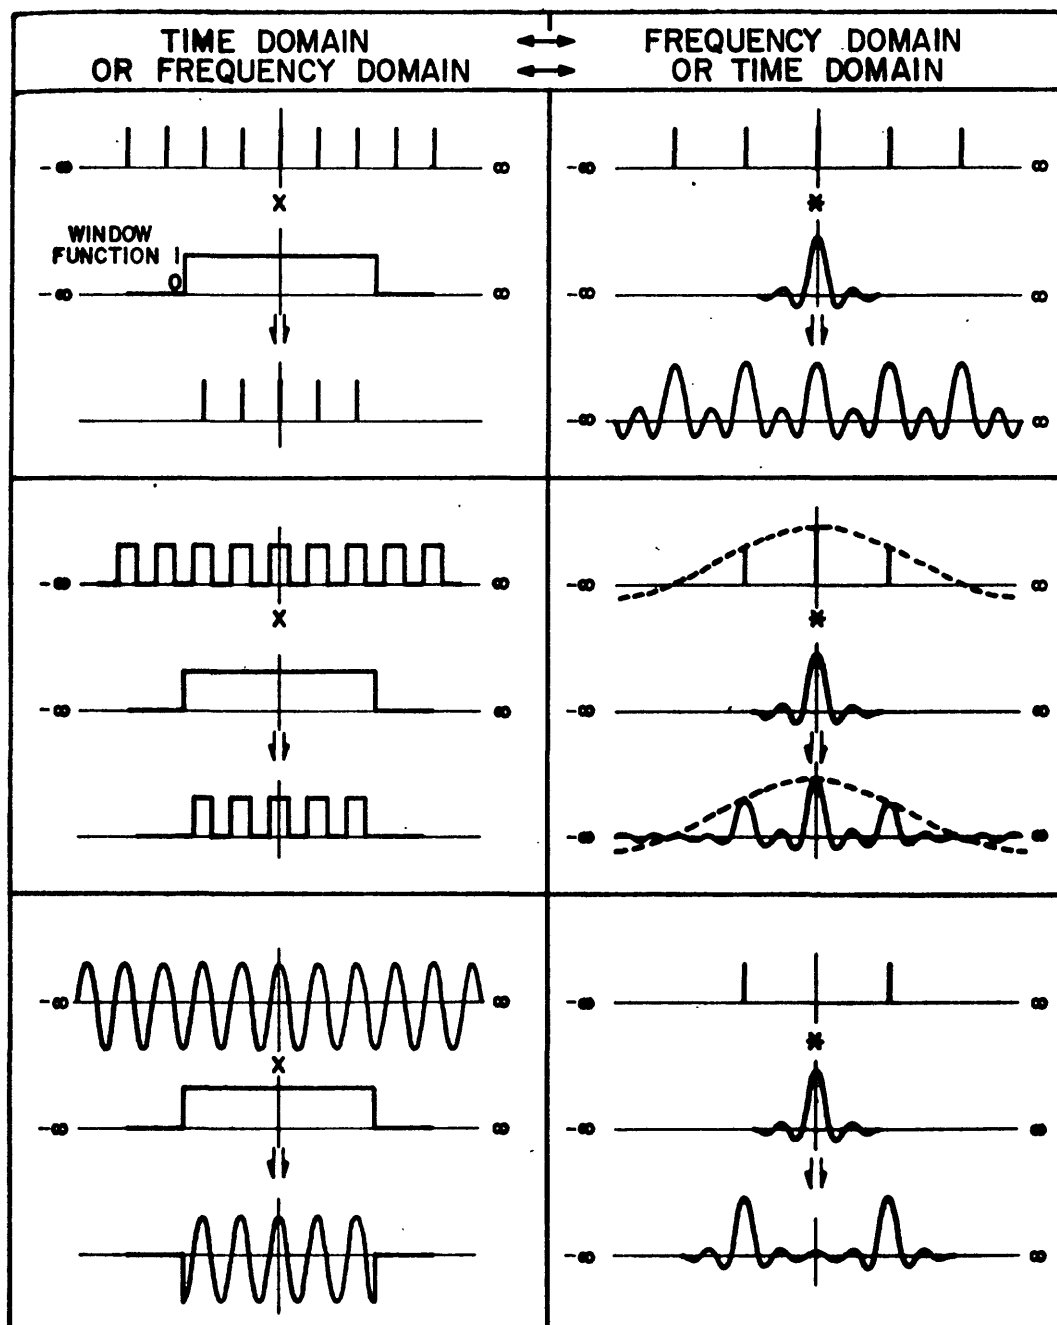 TIME DOMAIN ↔ FREQUENCY DOMAIN
OR FREQUENCY DOMAIN ↔ OR TIME DOMAIN
-∞ ∞ -∞ ∞
X *
WINDOW
FUNCTION 1
0
-∞ ∞ -∞ ∞
-∞ ∞
-∞ ∞ -∞ ∞
X *
-∞ ∞ -∞ ∞
-∞ ∞
-∞ ∞ -∞ ∞
X *
-∞ ∞ -∞ ∞
-∞ ∞